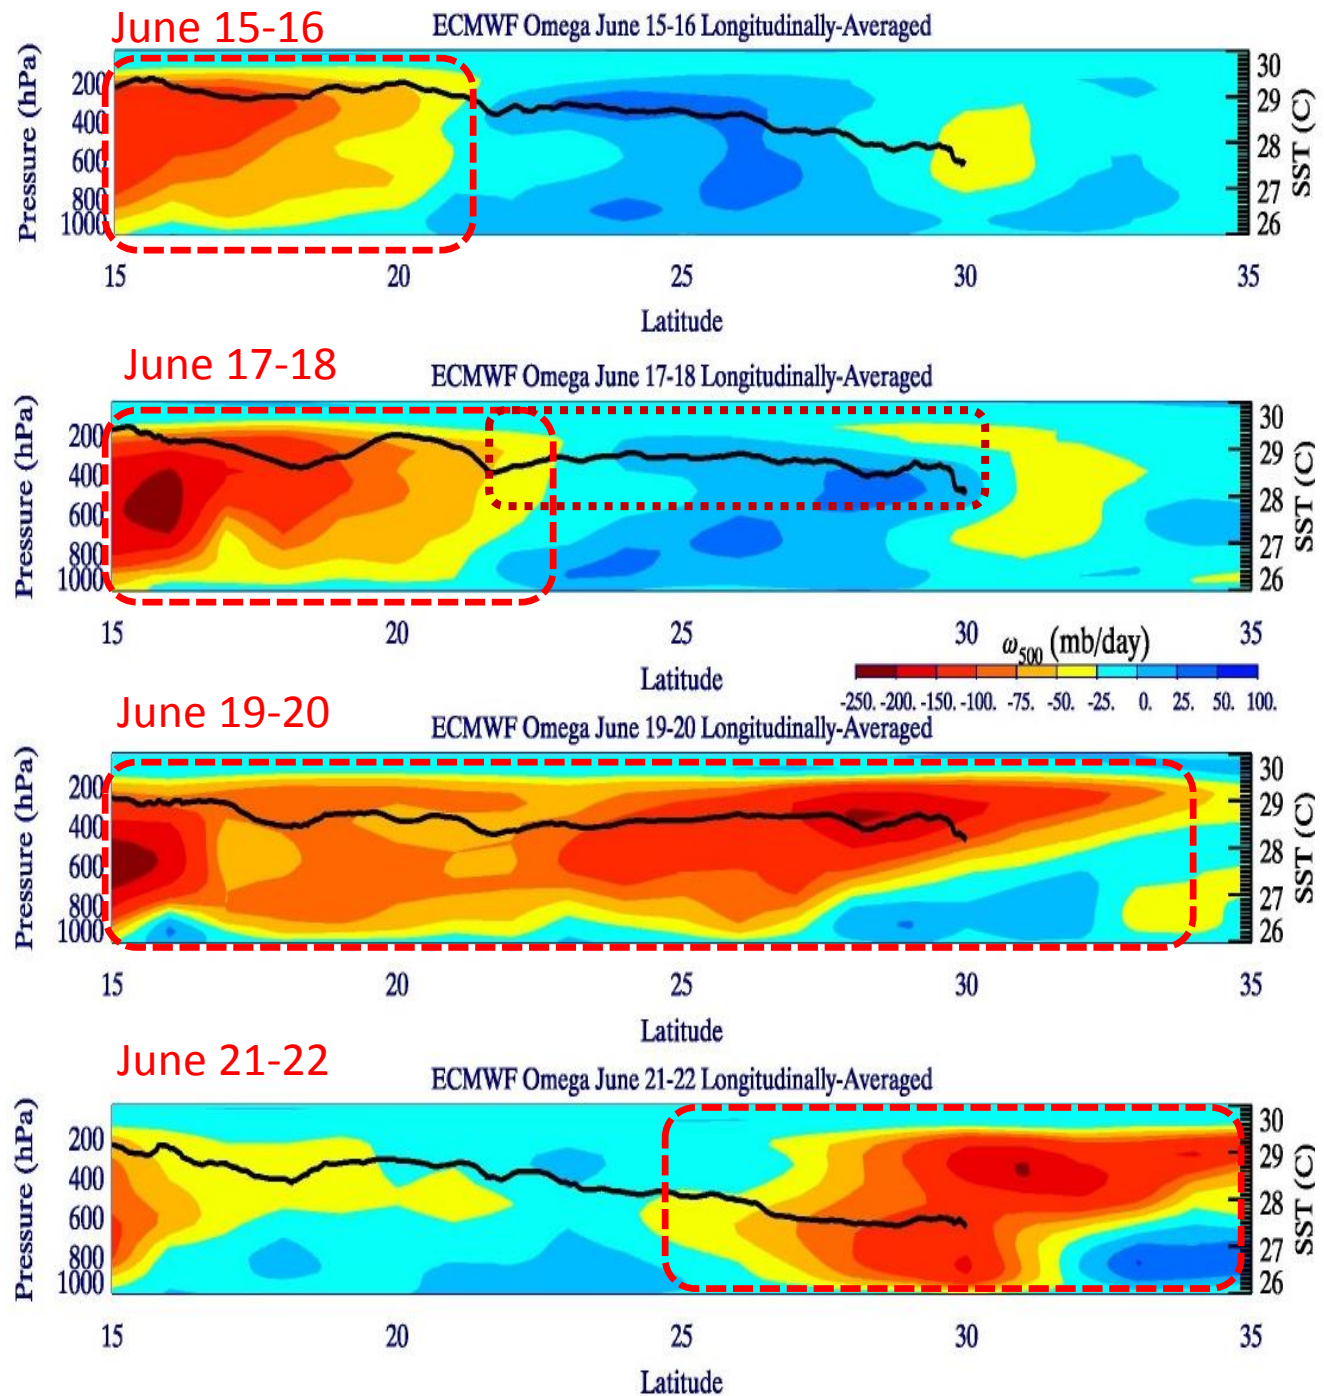 June 15-16
ECMWF Omega June 15-16 Longitudinally-Averaged
Pressure (hPa)
200
400
600
800
1000
30
29
28
27
26
SST (C)
15 20 25 30 35
Latitude
June 17-18
ECMWF Omega June 17-18 Longitudinally-Averaged
Pressure (hPa)
200
400
600
800
1000
30
29
28
27
26
SST (C)
15 20 25 30 35
Latitude
ω500 (mb/day)
-250. -200. -150. -100. -75. -50. -25. 0. 25. 50. 100.
June 19-20
ECMWF Omega June 19-20 Longitudinally-Averaged
Pressure (hPa)
200
400
600
800
1000
30
29
28
27
26
SST (C)
15 20 25 30 35
Latitude
June 21-22
ECMWF Omega June 21-22 Longitudinally-Averaged
Pressure (hPa)
200
400
600
800
1000
30
29
28
27
26
SST (C)
15 20 25 30 35
Latitude